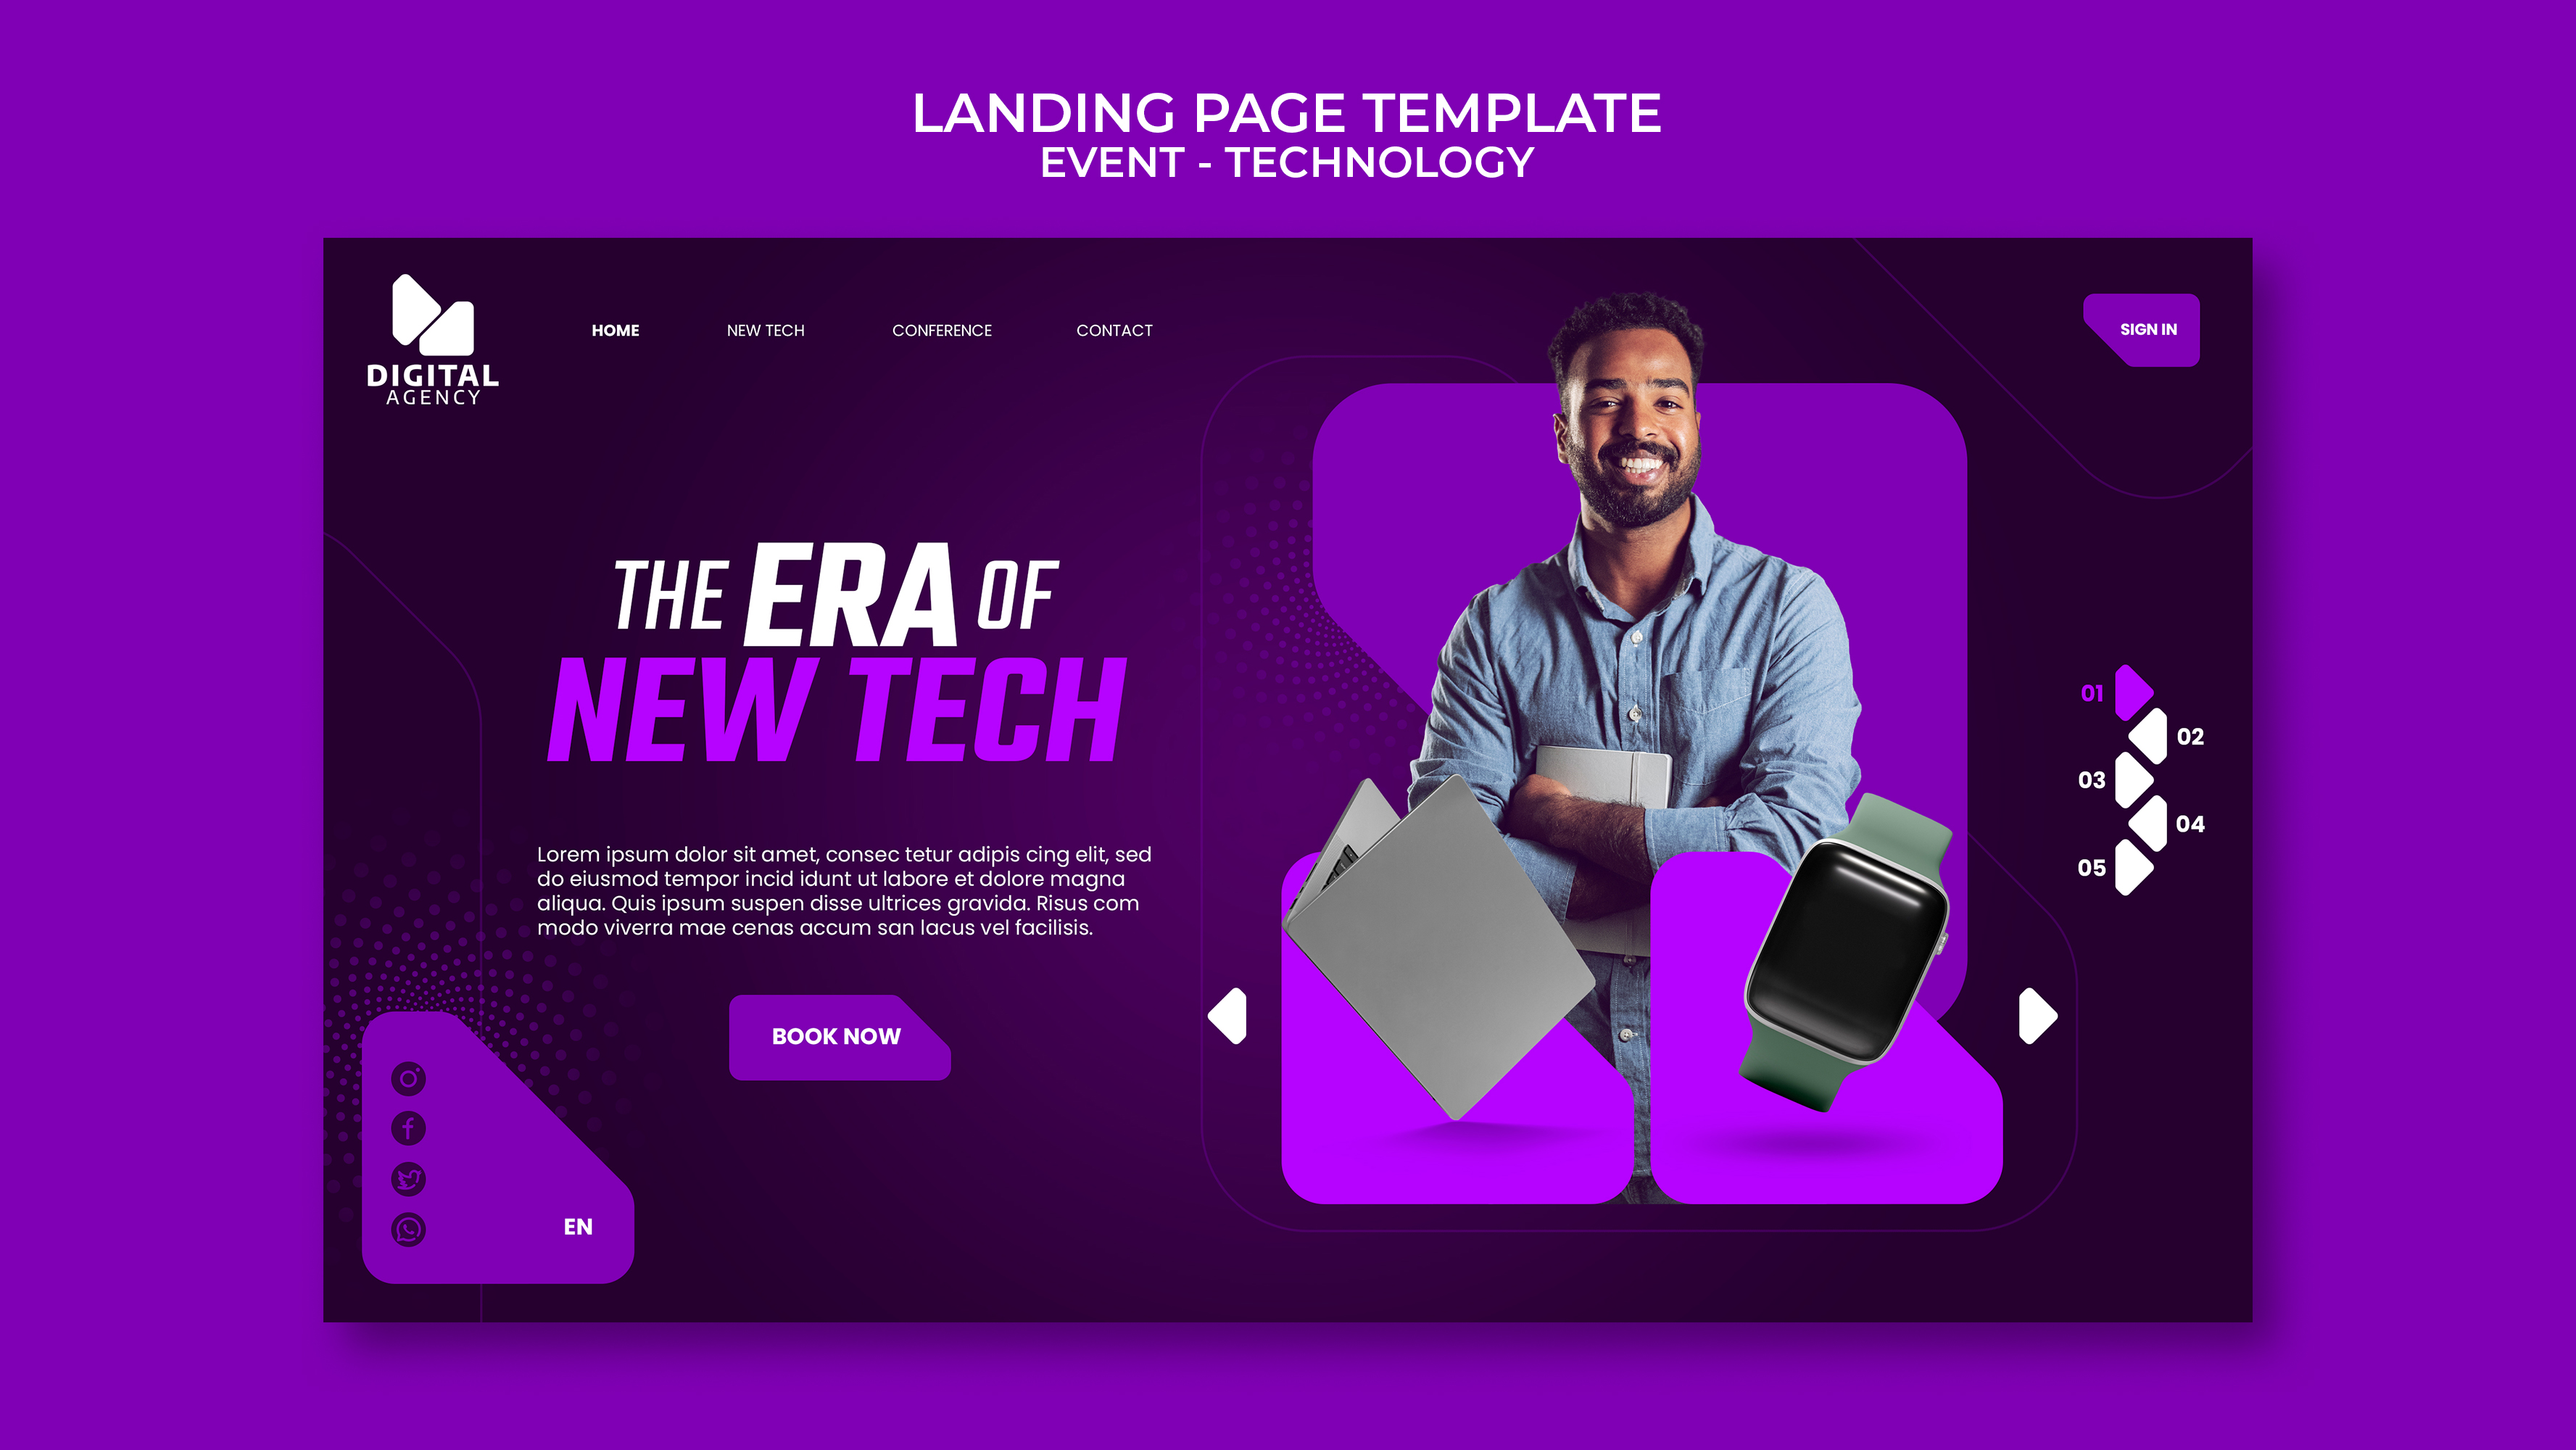 LANDING PAGE TEMPLATE
EVENT - TECHNOLOGY
DIGITAL
AGENCY
HOME
NEW TECH
CONFERENCE
CONTACT
SIGN IN
THE ERA OF
NEW TECH
Lorem ipsum dolor sit amet, consec tetur adipis cing elit, sed
do eiusmod tempor incid idunt ut labore et dolore magna
aliqua. Quis ipsum suspen disse ultrices gravida. Risus com
modo viverra mae cenas accum san lacus vel facilisis.
BOOK NOW
EN
01
02
03
04
05